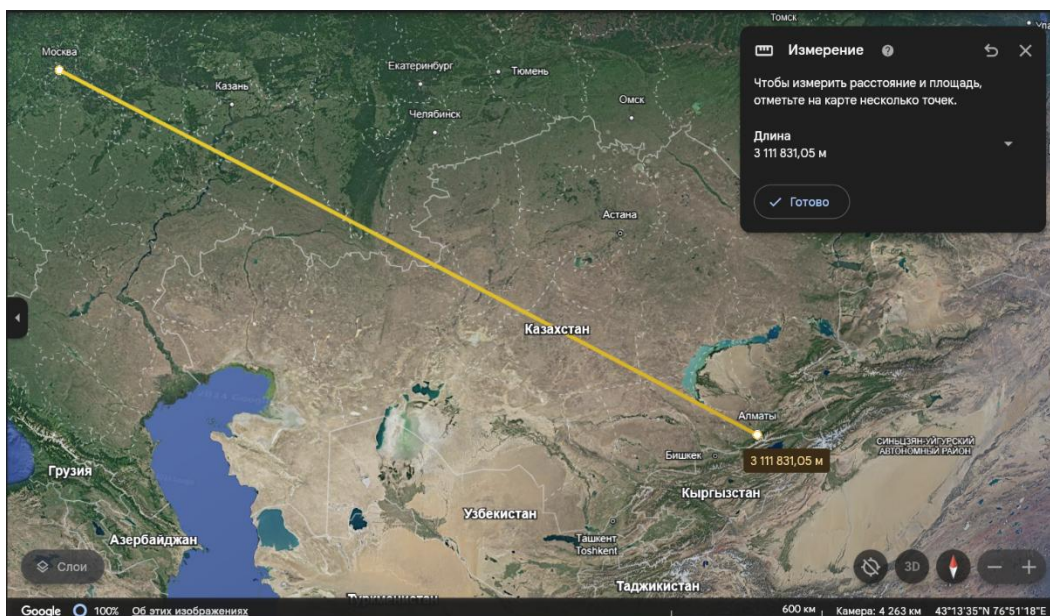 Томск
Москва
Екатеринбург
Тюмень
Казань
Омск
Челябинск
Астана
Измерение
Чтобы измерить расстояние и площадь,
отметьте на карте несколько точек.
Длина
3 111 831,05 м
Готово
Казахстан
Алматы
Бишкек
3 111 831,05 м
СИНЬЦЗЯН-УЙГУРСКИЙ
АВТОНОМНЫЙ РАЙОН
Грузия
Кыргызстан
Узбекистан
Азербайджан
Ташкент
Toshkent
Слои
3D
Таджикистан
Туркменистан
Google 100% Об этих изображениях 600 км Камера: 4 263 км 43°13'35"N 76°51'18"E